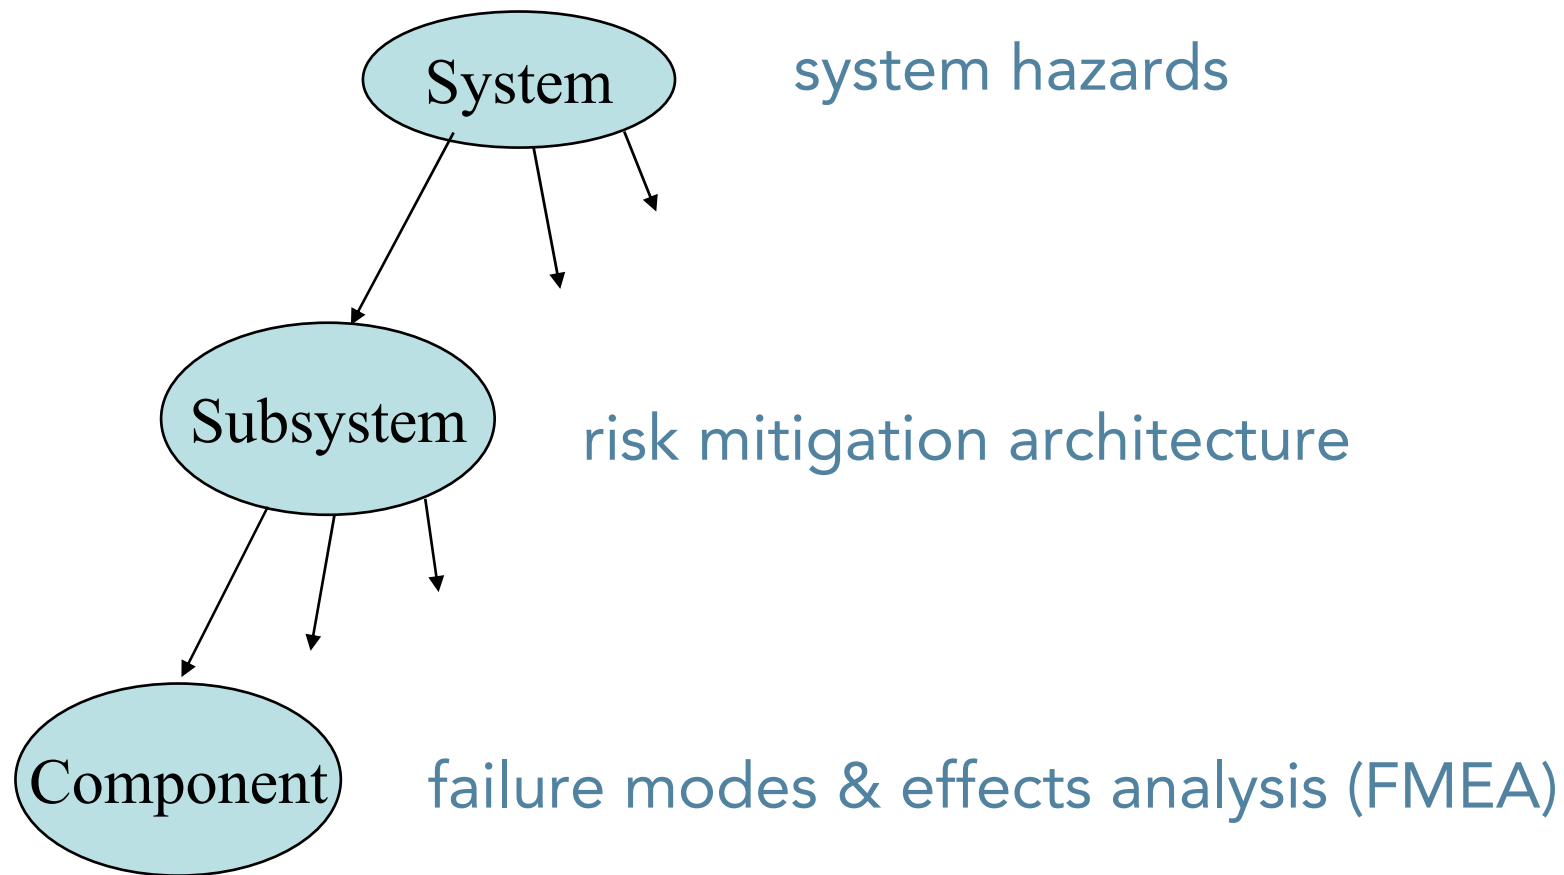 System
system hazards
Subsystem
risk mitigation architecture
Component
failure modes & effects analysis (FMEA)